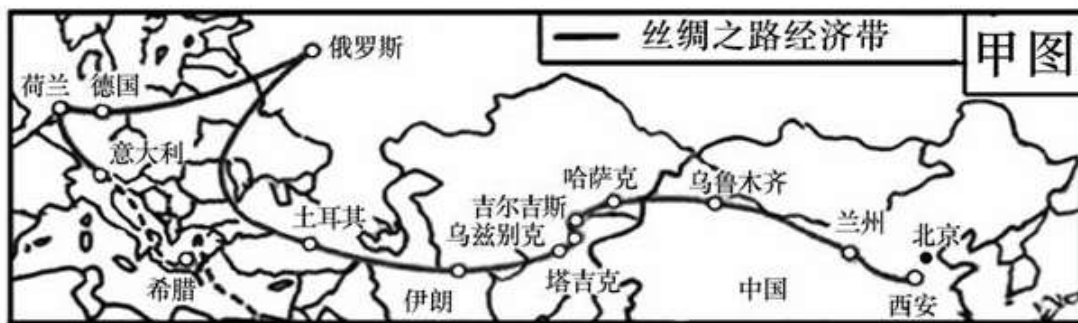 丝绸之路经济带
甲图
俄罗斯
荷兰
德国
意大利
哈萨克
乌鲁木齐
吉尔吉斯
土耳其
乌兹别克
兰州
北京
塔吉克
希腊
伊朗
中国
西安